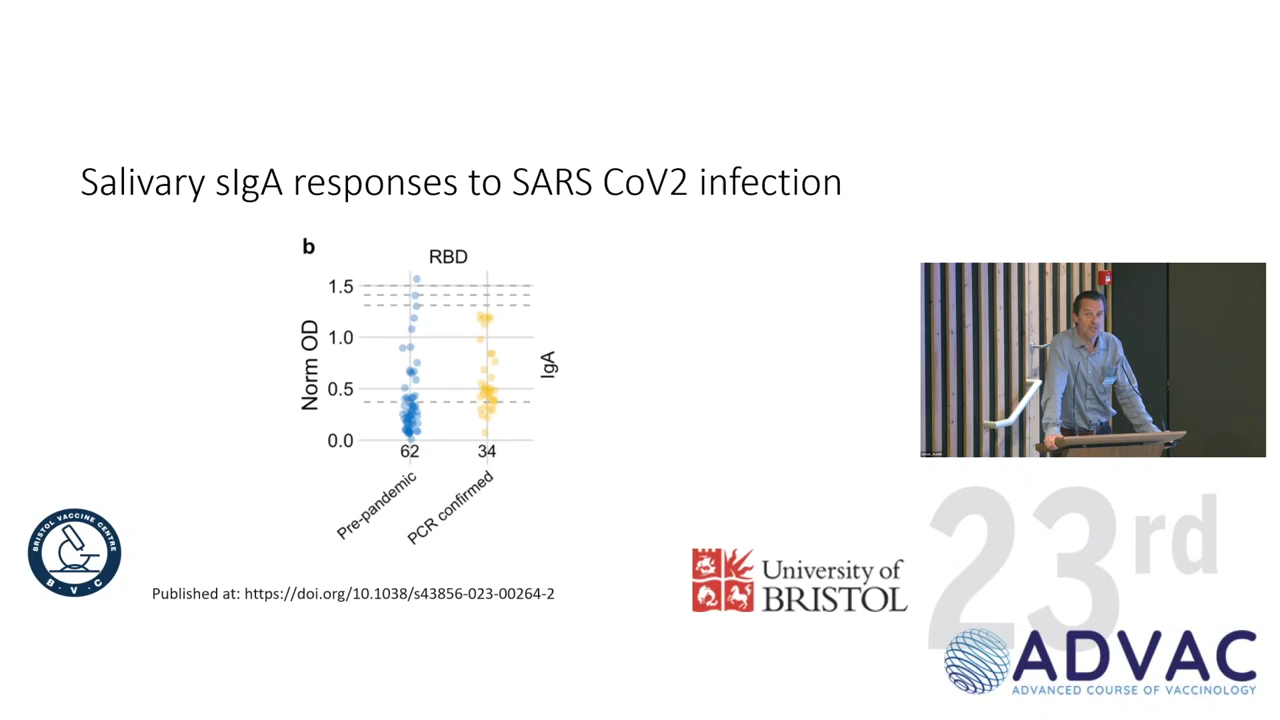 Salivary sIgA responses to SARS CoV2 infection
b
RBD
1.5
1.0
0.5
0.0
Norm OD
IgA
62
34
Pre-pandemic
PCR confirmed
BRISTOL VACCINE CENTRE
B · V · C
Published at: https://doi.org/10.1038/s43856-023-00264-2
University of
BRISTOL
23rd
ADVAC
ADVANCED COURSE OF VACCINOLOGY